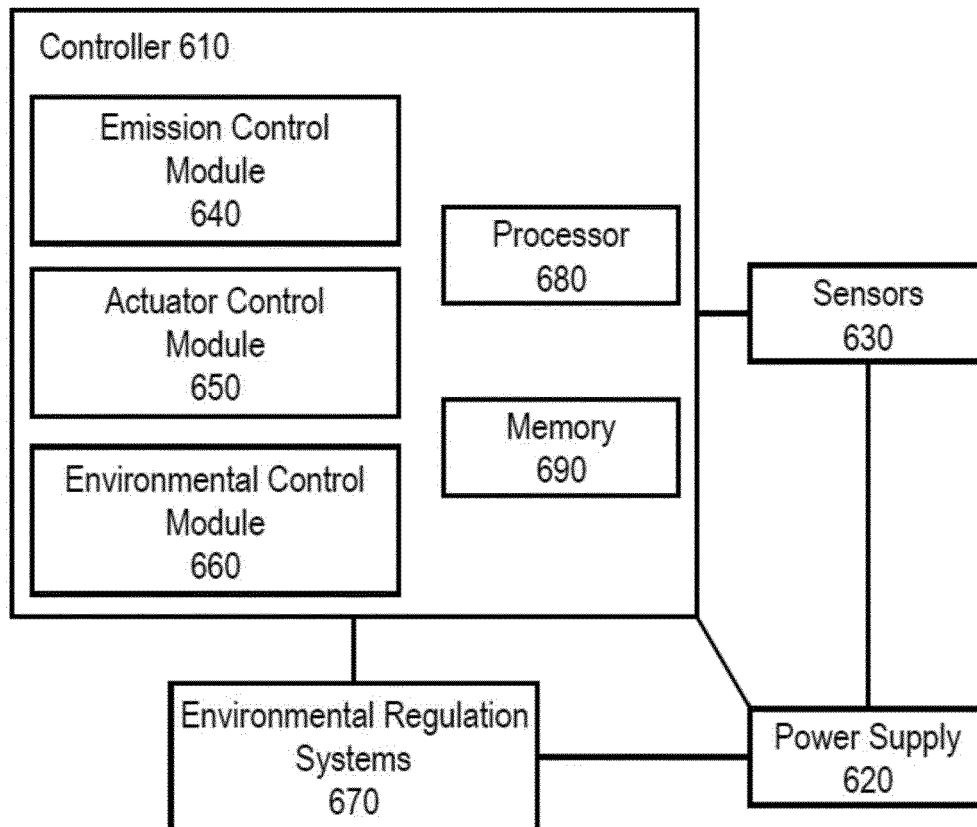 Controller 610
Emission Control
Module
640
Actuator Control
Module
650
Environmental Control
Module
660
Processor
680
Memory
690
Sensors
630
Environmental Regulation
Systems
670
Power Supply
620